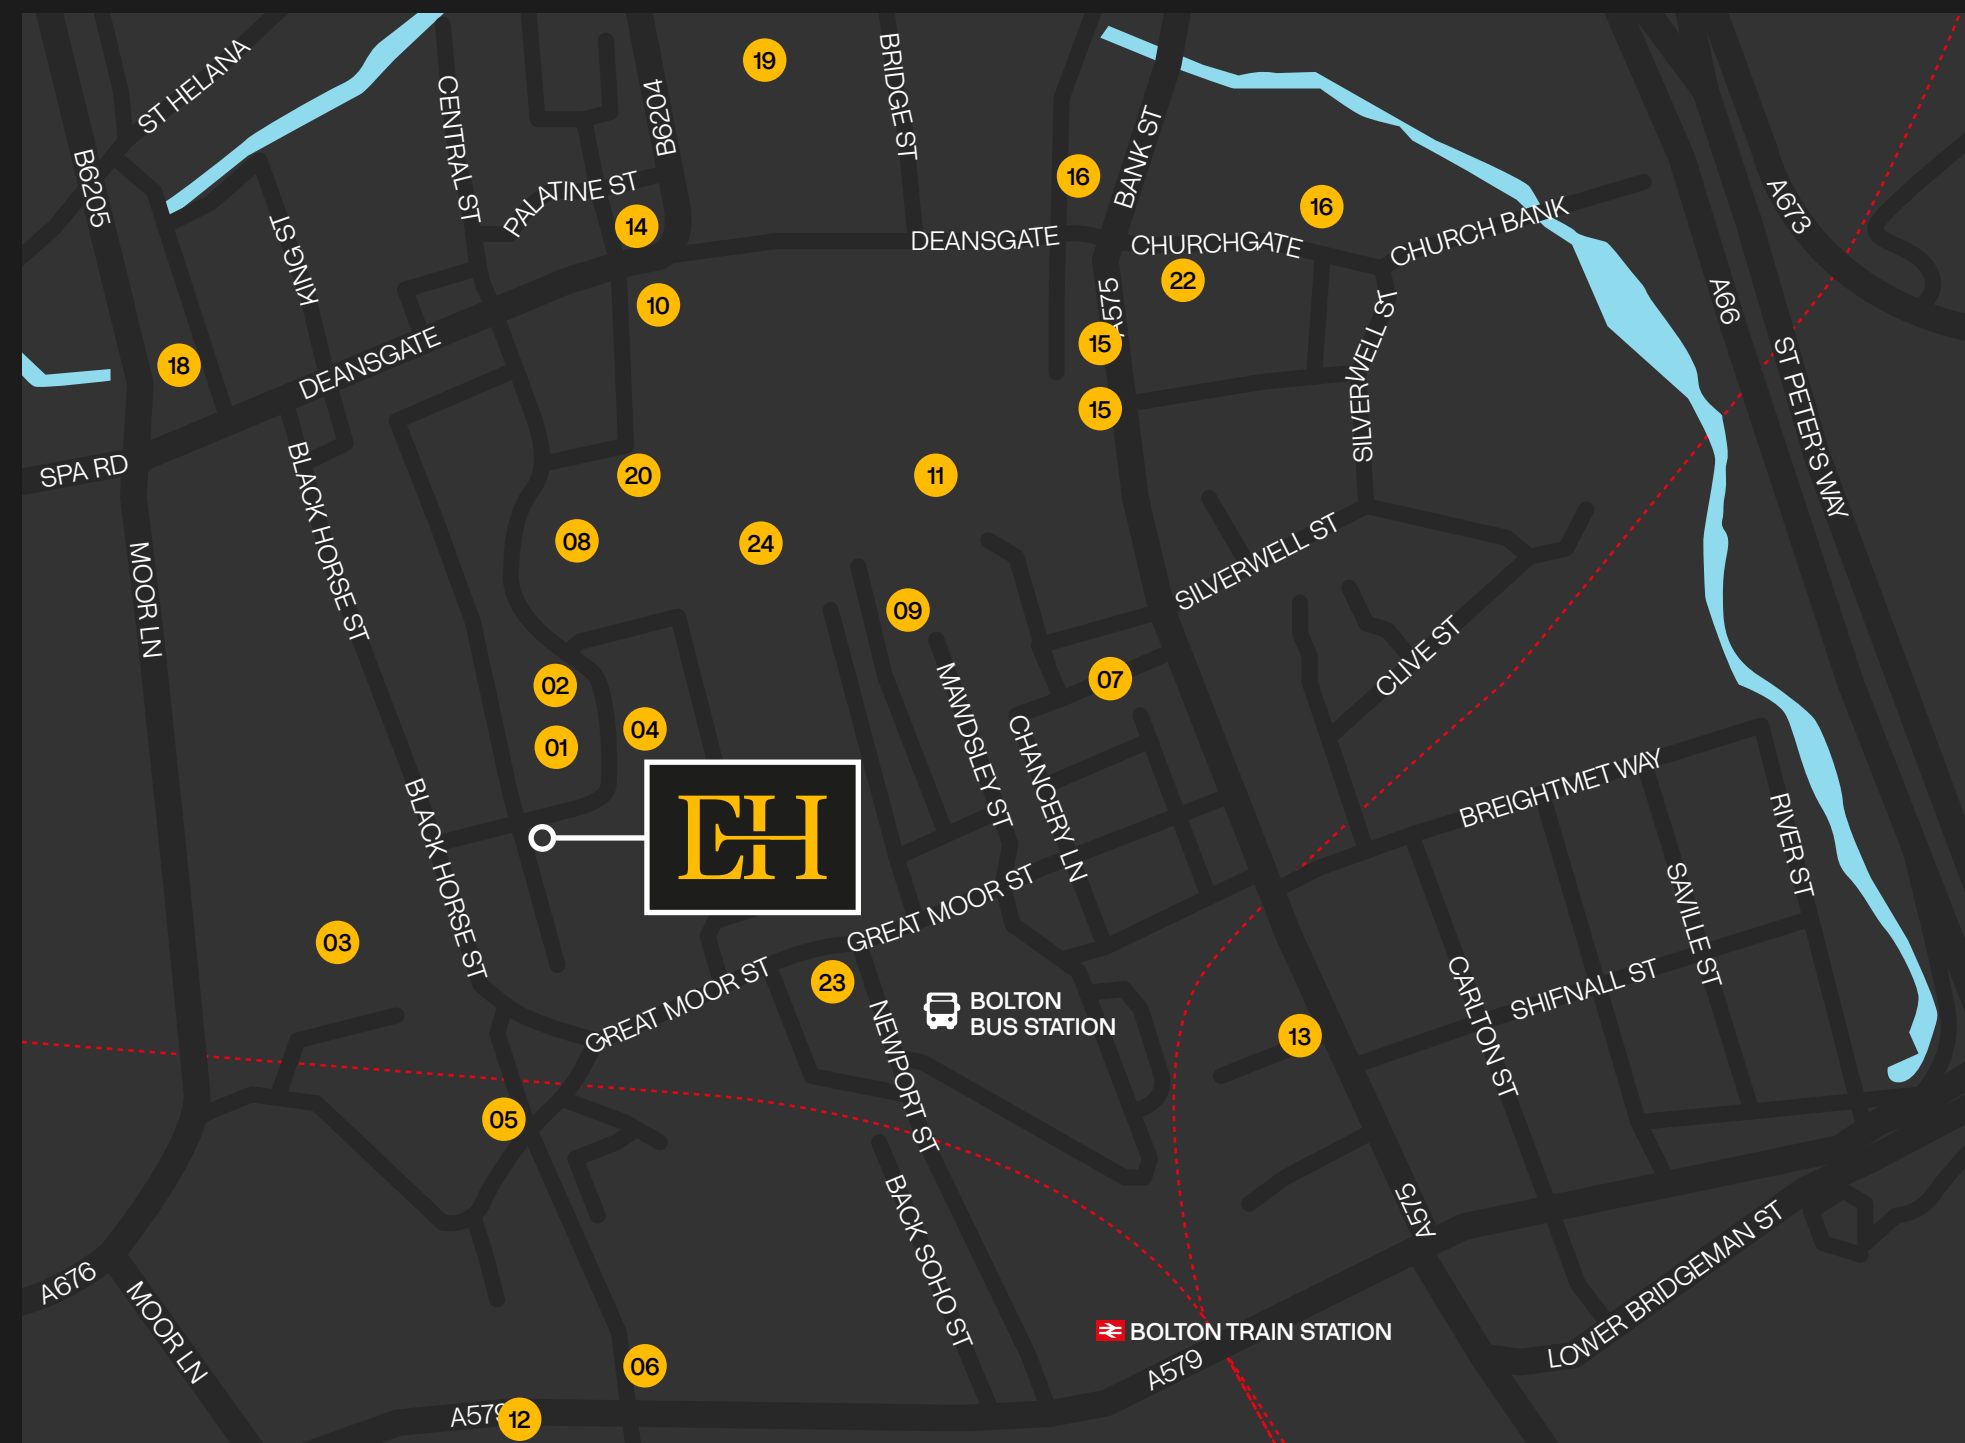 19
BRIDGE ST
ST HELANA
CENTRAL ST
B6204
BANK ST
B6205
PALATINE ST
16
16
A673
KING ST
14
DEANSGATE
CHURCHGATE
CHURCH BANK
22
10
A575
A66
15
SILVERWELL ST
18
DEANSGATE
15
ST PETER'S WAY
SPA RD
20
11
BLACK HORSE ST
MOOR LN
08
24
SILVERWELL ST
09
CLIVE ST
02
07
MAWDSLEY ST
CHANCERY LN
04
01
BREIGHTMET WAY
EH
BLACK HORSE ST
RIVER ST
GREAT MOOR ST
SAVILLE ST
03
GREAT MOOR ST
23
SHIFNALL ST
CARLTON ST
BOLTON
BUS STATION
NEWPORT ST
13
05
BACK SOHO ST
A575
LOWER BRIDGEMAN ST
A676
MOOR LN
BOLTON TRAIN STATION
06
A579
A579
12